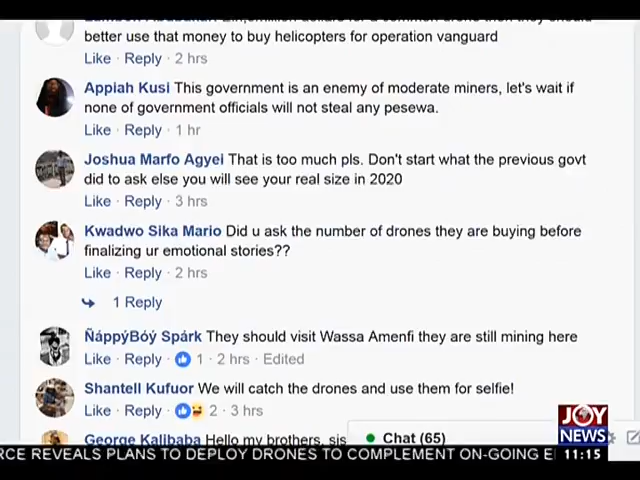 better use that money to buy helicopters for operation vanguard
Like · Reply · 2 hrs
Appiah Kusi This government is an enemy of moderate miners, let's wait if
none of government officials will not steal any pesewa.
Like · Reply · 1 hr
Joshua Marfo Agyei That is too much pls. Don't start what the previous govt
did to ask else you will see your real size in 2020
Like · Reply · 3 hrs
Kwadwo Sika Mario Did u ask the number of drones they are buying before
finalizing ur emotional stories??
Like · Reply · 2 hrs
1 Reply
ÑáppýBóý Spárk They should visit Wassa Amenfi they are still mining here
Like · Reply · 1 · 2 hrs · Edited
Shantell Kufuor We will catch the drones and use them for selfie!
Like · Reply · 2 · 3 hrs
George Kalibaba Hello my brothers, sis
Chat (65)
JOY
NEWS
RCE REVEALS PLANS TO DEPLOY DRONES TO COMPLEMENT ON-GOING E
11:15